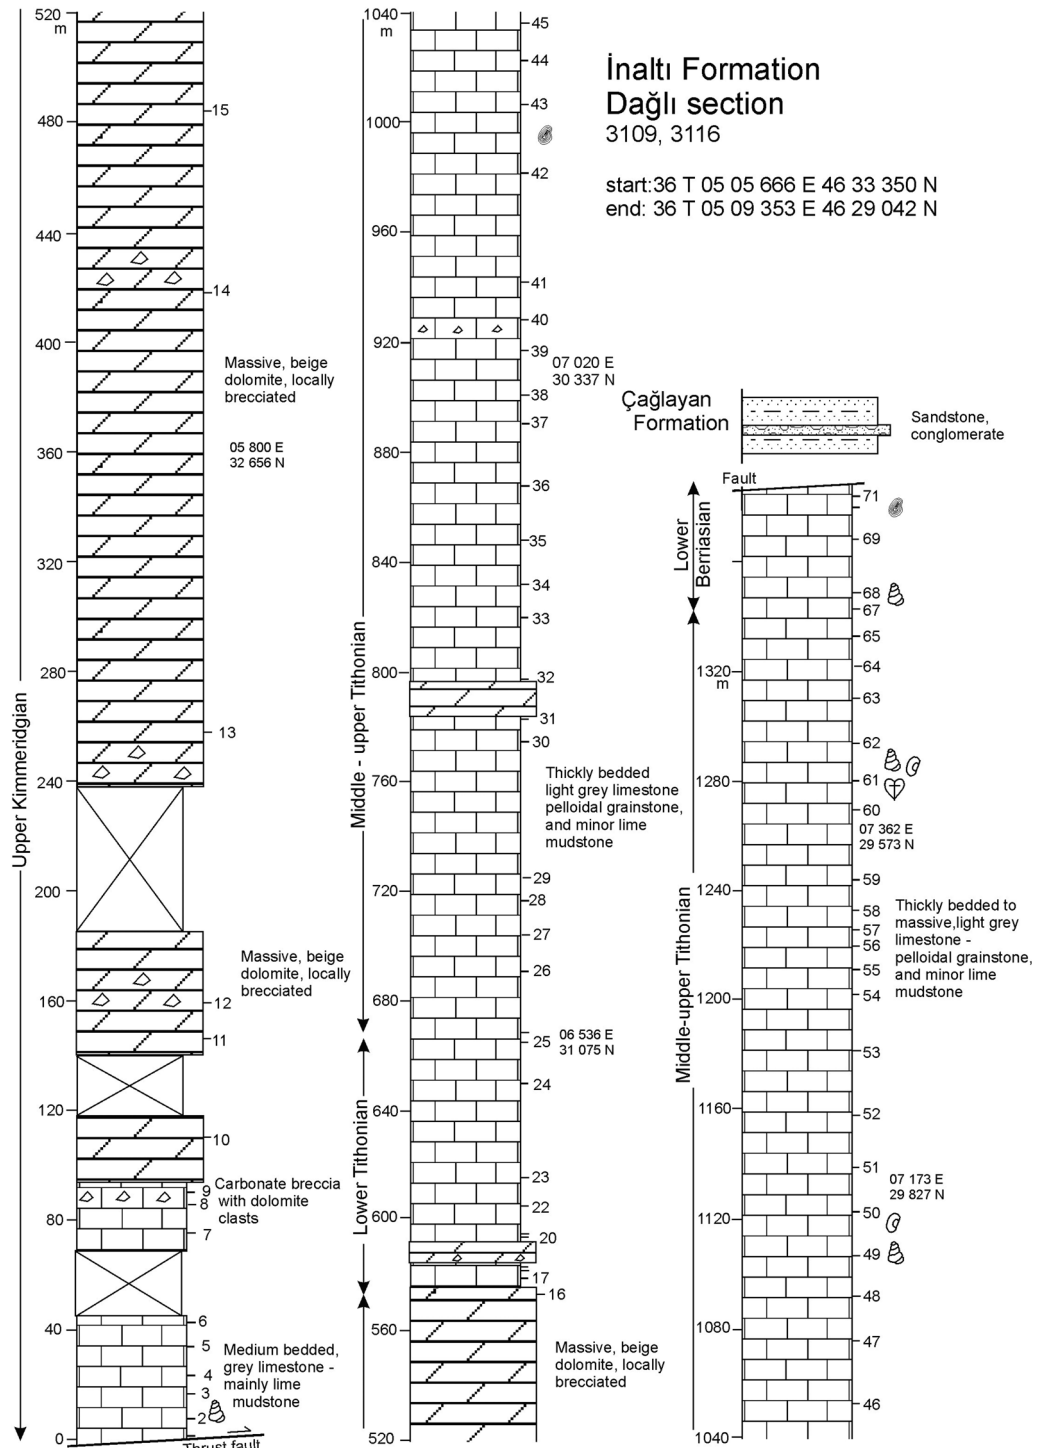 İnaltı Formation
Dağlı section
3109, 3116
start:36 T 05 05 666 E 46 33 350 N
end: 36 T 05 09 353 E 46 29 042 N
520
m
15
480
440
14
400
Massive, beige
dolomite, locally
brecciated
05 800 E
32 656 N
360
320
280
13
240
Upper Kimmeridgian
200
Massive, beige
dolomite, locally
brecciated
160
12
11
120
10
Carbonate breccia
with dolomite
clasts
9
8
80
7
6
40
5
Medium bedded,
grey limestone -
mainly lime
mudstone
4
3
2
0
Thrust fault
1040
m
45
44
43
1000
42
960
41
40
920
39
07 020 E
30 337 N
38
37
880
36
35
840
34
33
800
32
31
30
Middle - upper Tithonian
760
Thickly bedded
light grey limestone
pelloidal grainstone,
and minor lime
mudstone
720
29
28
27
26
680
25
06 536 E
31 075 N
24
640
Lower Tithonian
23
22
600
20
17
16
560
Massive, beige
dolomite, locally
brecciated
520
Çağlayan
Formation
Sandstone,
conglomerate
Fault
71
Lower
Berriasian
69
68
67
65
64
1320
m
63
62
61
1280
60
07 362 E
29 573 N
59
1240
58
57
56
55
54
Thickly bedded to
massive,light grey
limestone -
pelloidal grainstone,
and minor lime
mudstone
Middle-upper Tithonian
1200
53
1160
52
51
07 173 E
29 827 N
50
1120
49
48
1080
47
46
1040